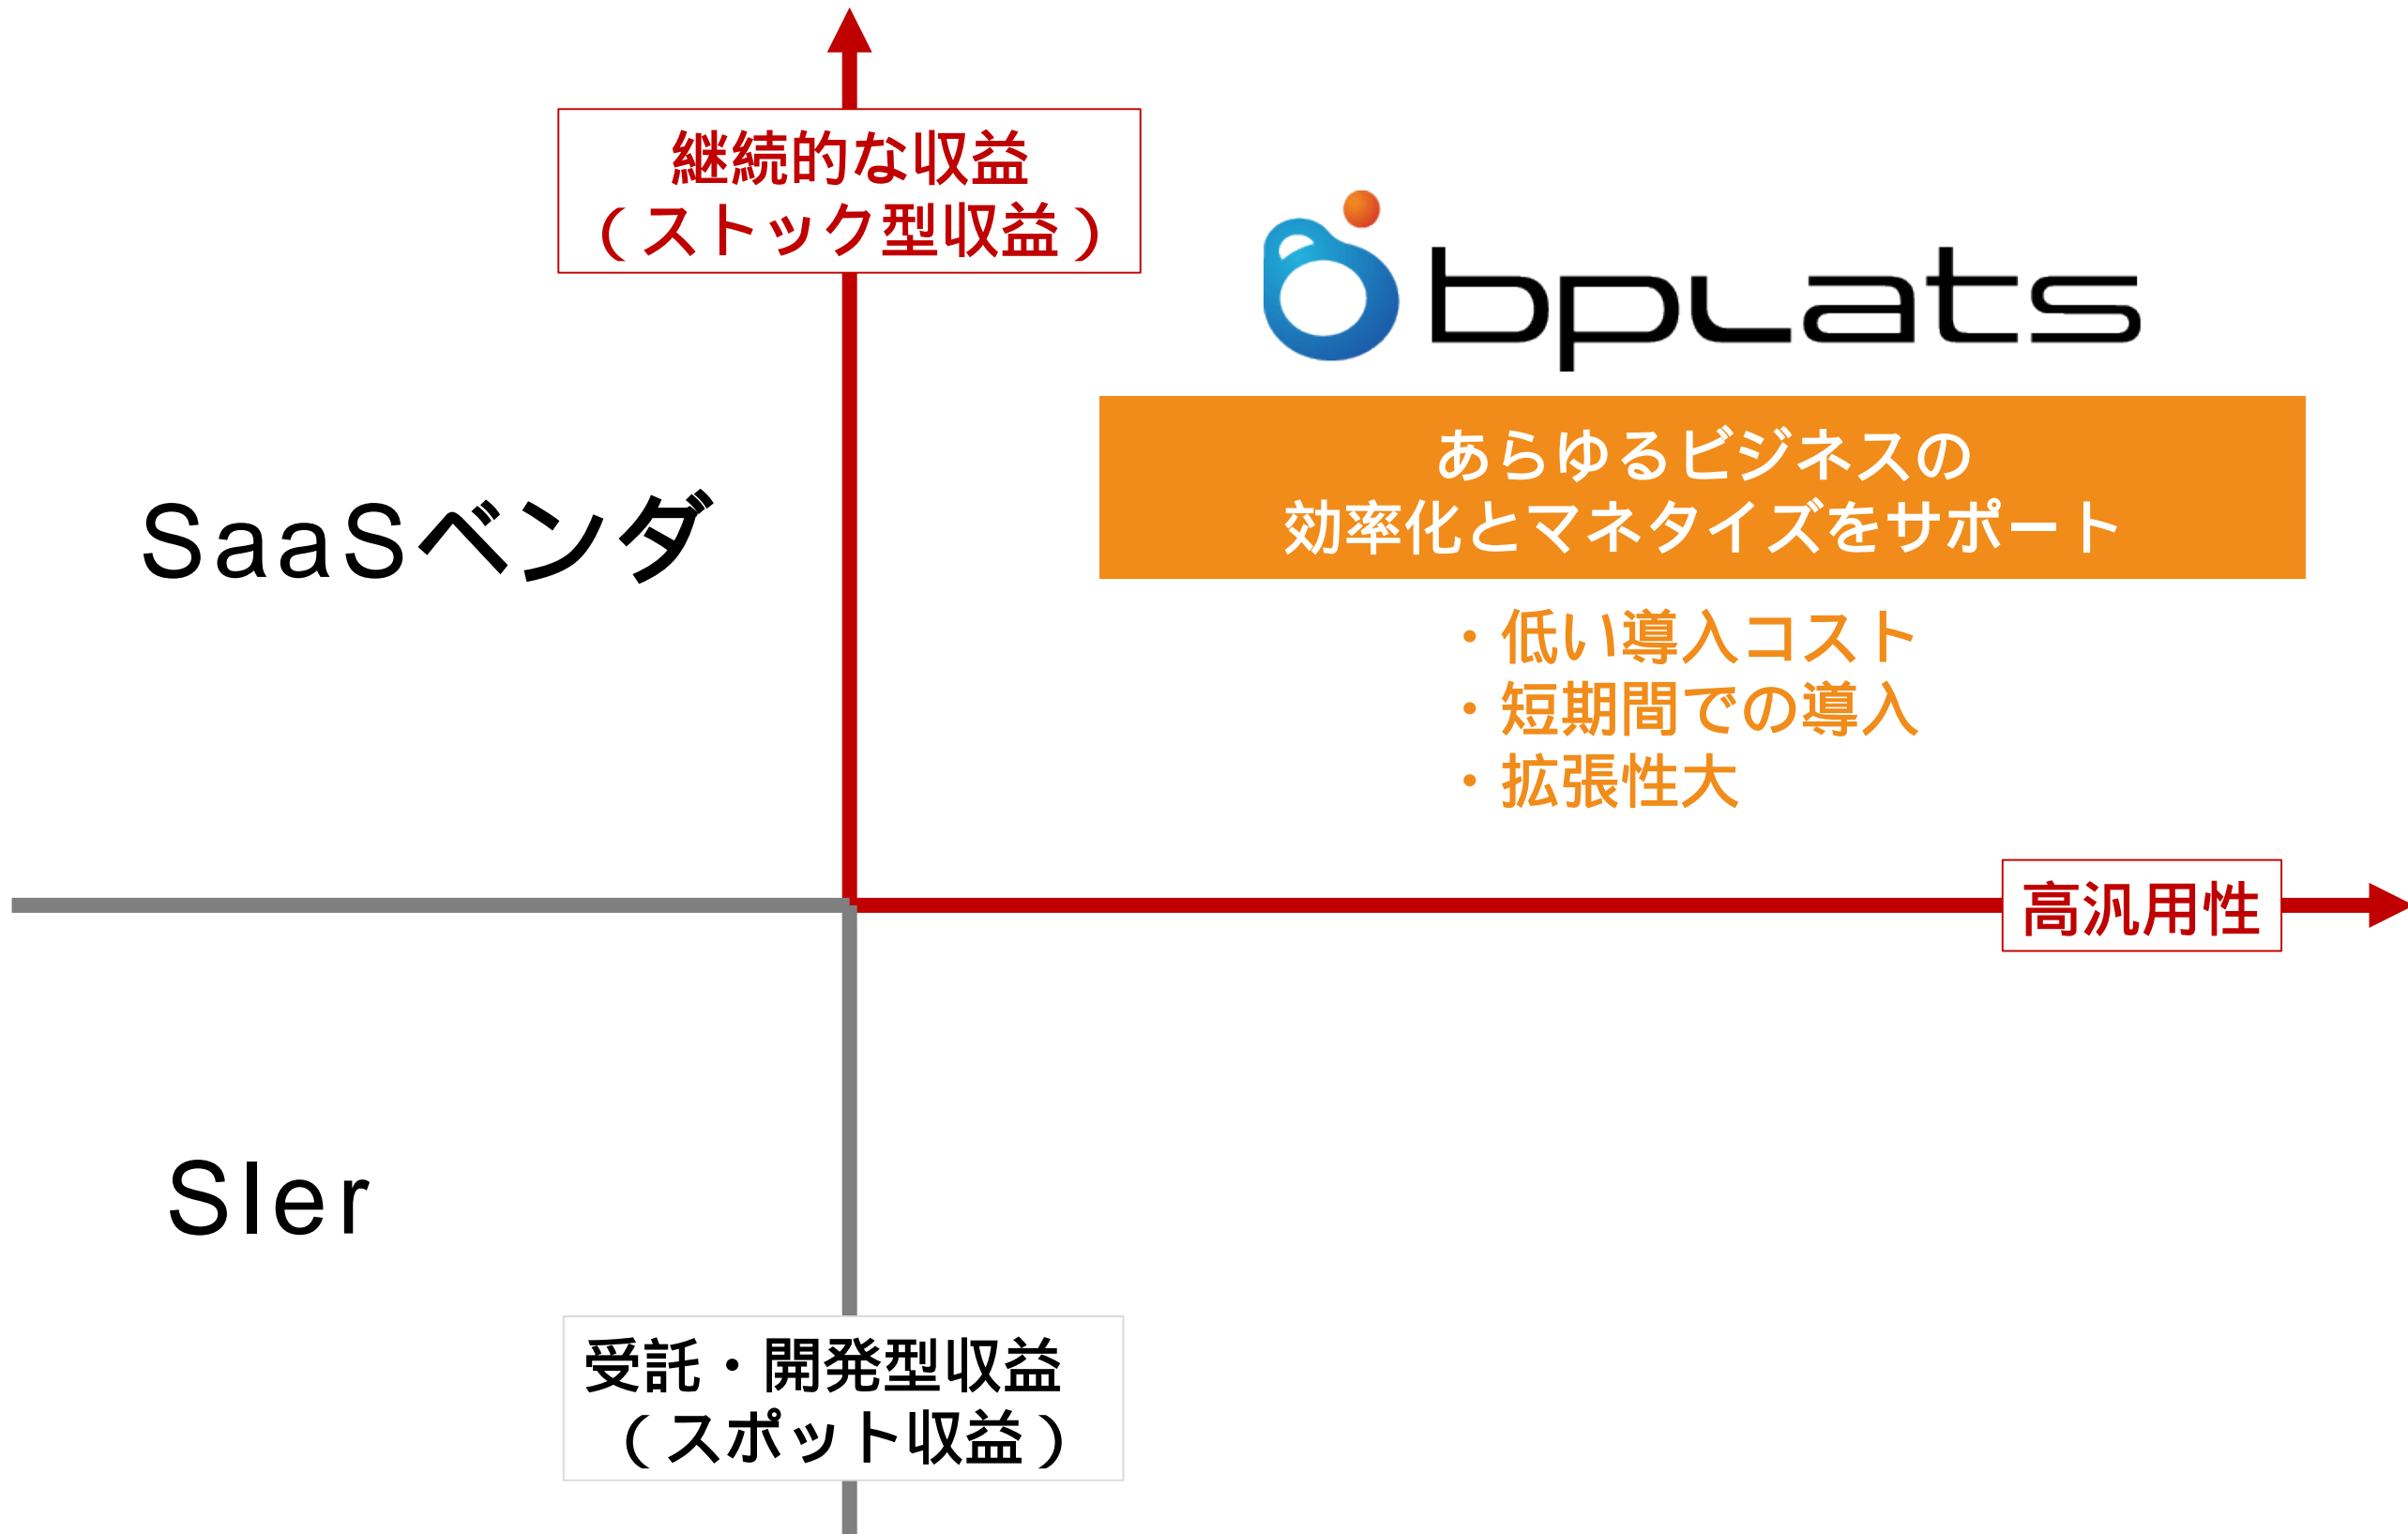 継続的な収益
（ストック型収益）
bplats
あらゆるビジネスの
効率化とマネタイズをサポート
・低い導入コスト
・短期間での導入
・拡張性大
SaaSベンダ
高汎用性
SIer
受託・開発型収益
（スポット収益）